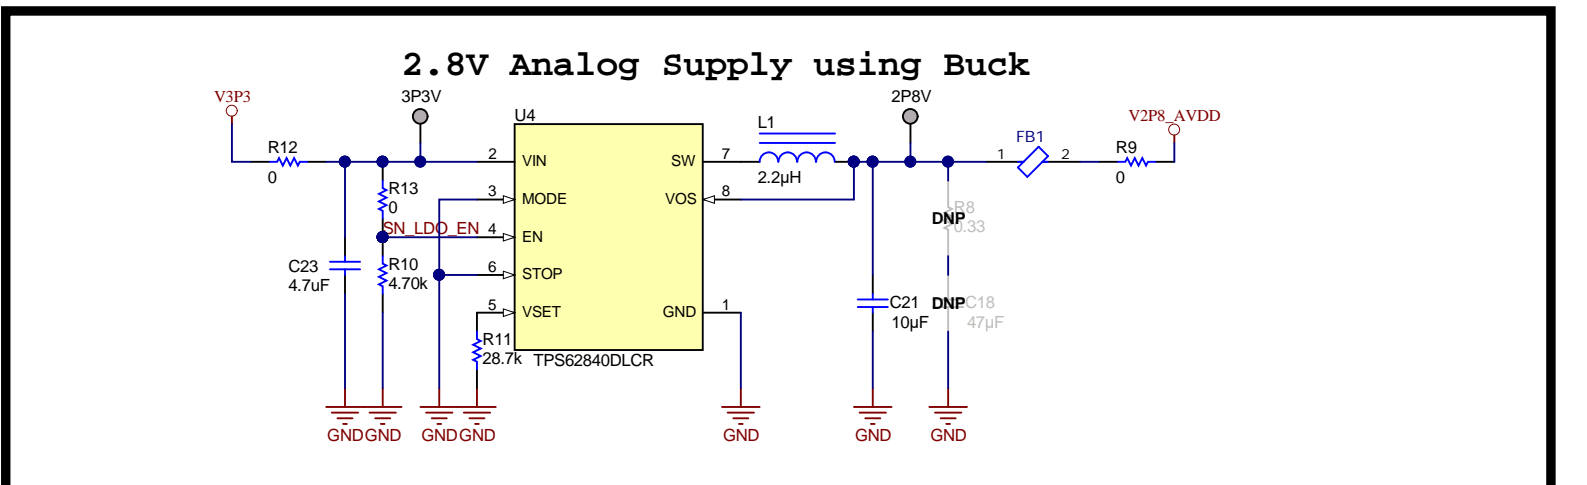 2.8V Analog Supply using Buck
V3P3
3P3V
2P8V
V2P8_AVDD
U4
L1
FB1
R12
R9
0
2
VIN
SW
7
2.2µH
1
2
0
R13
0
3
MODE
VOS
8
R8
DNP
0.33
SN_LDO_EN
4
EN
C23
4.7uF
R10
4.70k
6
STOP
5
VSET
GND
1
C21
10µF
DNP
C18
47µF
R11
28.7k
TPS62840DLCR
GND
GND
GND
GND
GND
GND
GND